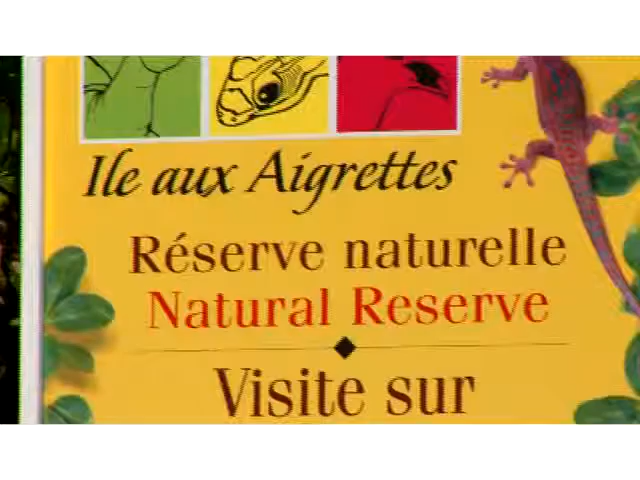 Ile aux Aigrettes
Réserve naturelle
Natural Reserve
Visite sur